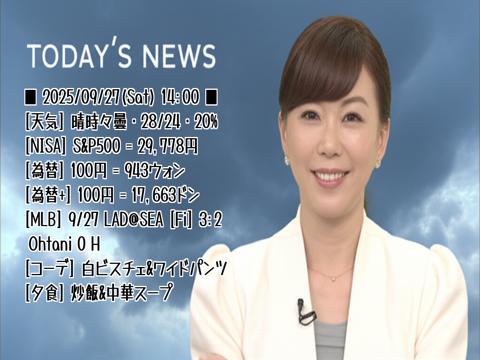 TODAY'S NEWS
■ 2025/09/27(Sat) 14:00 ■
[天気] 晴時々曇・28/24・20%
[NISA] S&P500 = 29,778円
[為替] 100円 = 943ウォン
[為替+] 100円 = 17,663ドン
[MLB] 9/27 LAD@SEA [Fi] 3:2
Ohtani 0 H
[コーデ] 白ビスチェ&ワイドパンツ
[夕食] 炒飯&中華スープ